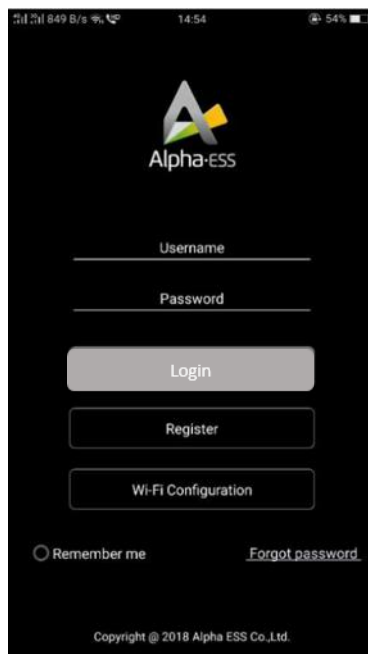 849 B/s 14:54 54%
Alpha·ESS
Username
Password
Login
Register
Wi-Fi Configuration
Remember me Forgot password
Copyright @ 2018 Alpha ESS Co.,Ltd.